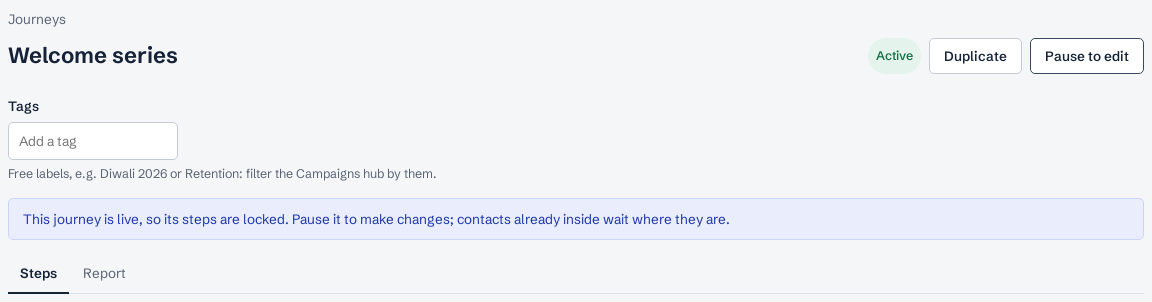 Journeys
Welcome series
Active
Duplicate
Pause to edit
Tags
Add a tag
Free labels, e.g. Diwali 2026 or Retention: filter the Campaigns hub by them.
This journey is live, so its steps are locked. Pause it to make changes; contacts already inside wait where they are.
Steps
Report